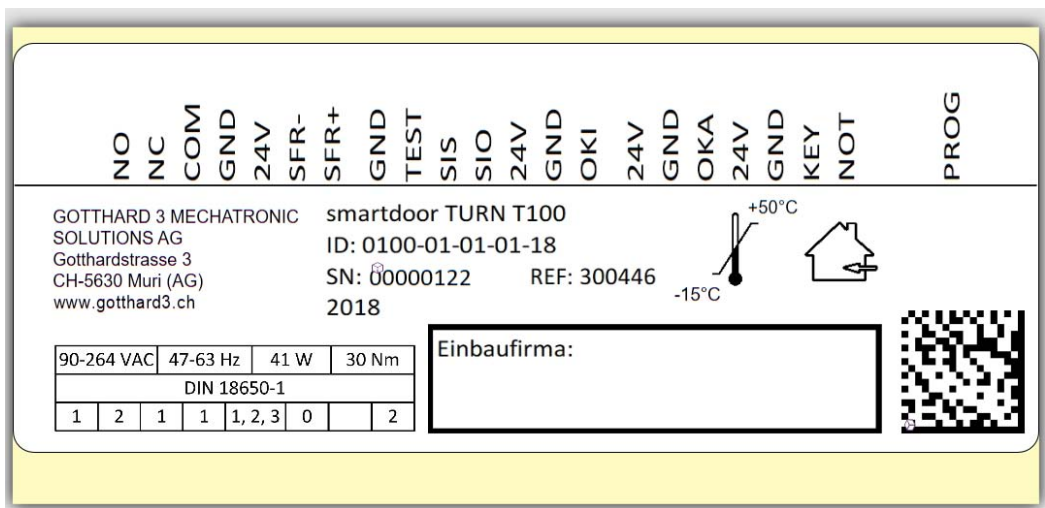 NO NC COM GND 24V SFR- SFR+ GND TEST SIS SIO 24V GND OKI 24V GND OKA 24V GND KEY NOT PROG
GOTTHARD 3 MECHATRONIC
SOLUTIONS AG
Gotthardstrasse 3
CH-5630 Muri (AG)
www.gotthard3.ch
smartdoor TURN T100
ID: 0100-01-01-01-18
SN: 00000122 REF: 300446
2018
+50°C
-15°C
90-264 VAC 47-63 Hz 41 W 30 Nm
DIN 18650-1
1 2 1 1 1, 2, 3 0 2
Einbaufirma: